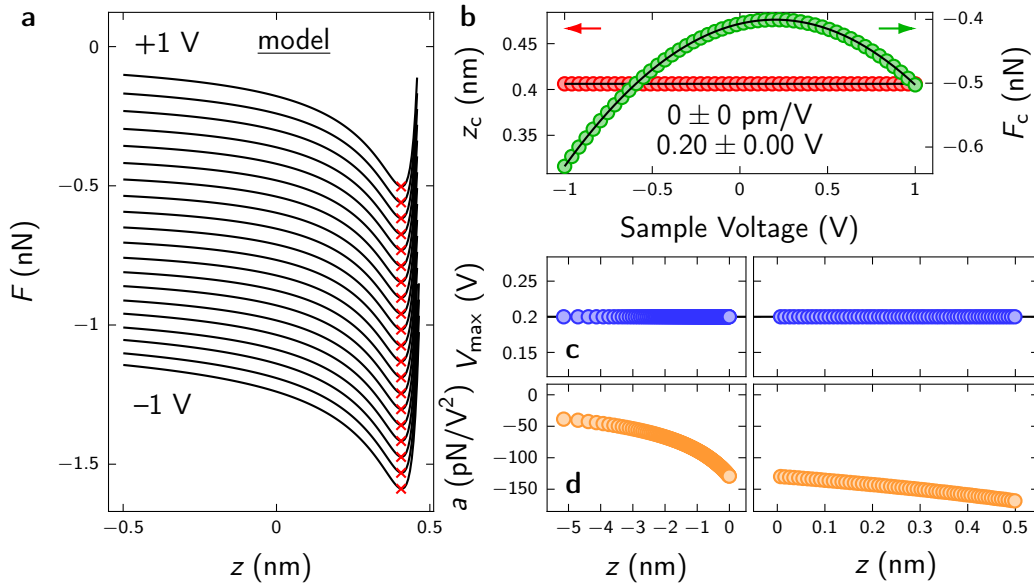 a
+1 V
model
−1 V
0
−0.5
−1
−1.5
−0.5
0
0.5
F (nN)
z (nm)
b
0.45
0.4
0.35
z_c (nm)
−0.4
−0.5
−0.6
F_c (nN)
0 ± 0 pm/V
0.20 ± 0.00 V
−1
−0.5
0
0.5
1
Sample Voltage (V)
V_max (V)
0.25
0.2
0.15
c
a (pN/V²)
0
−50
−100
−150
d
−5 −4 −3 −2 −1 0
0 0.1 0.2 0.3 0.4 0.5
z (nm)
z (nm)